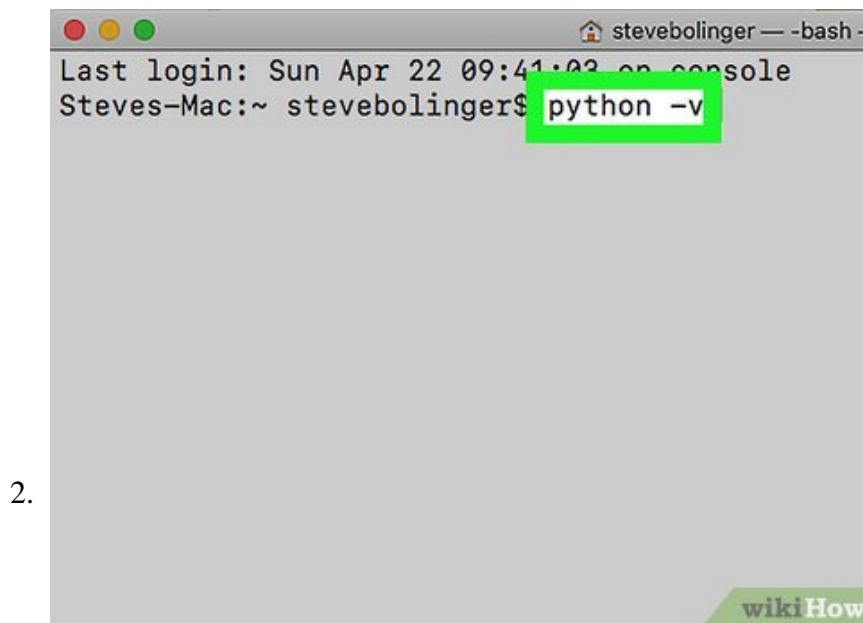 stevebolinger — -bash -
Last login: Sun Apr 22 09:41:03 on console
Steves-Mac:~ stevebolinger$ python -v
2.
wikiHow